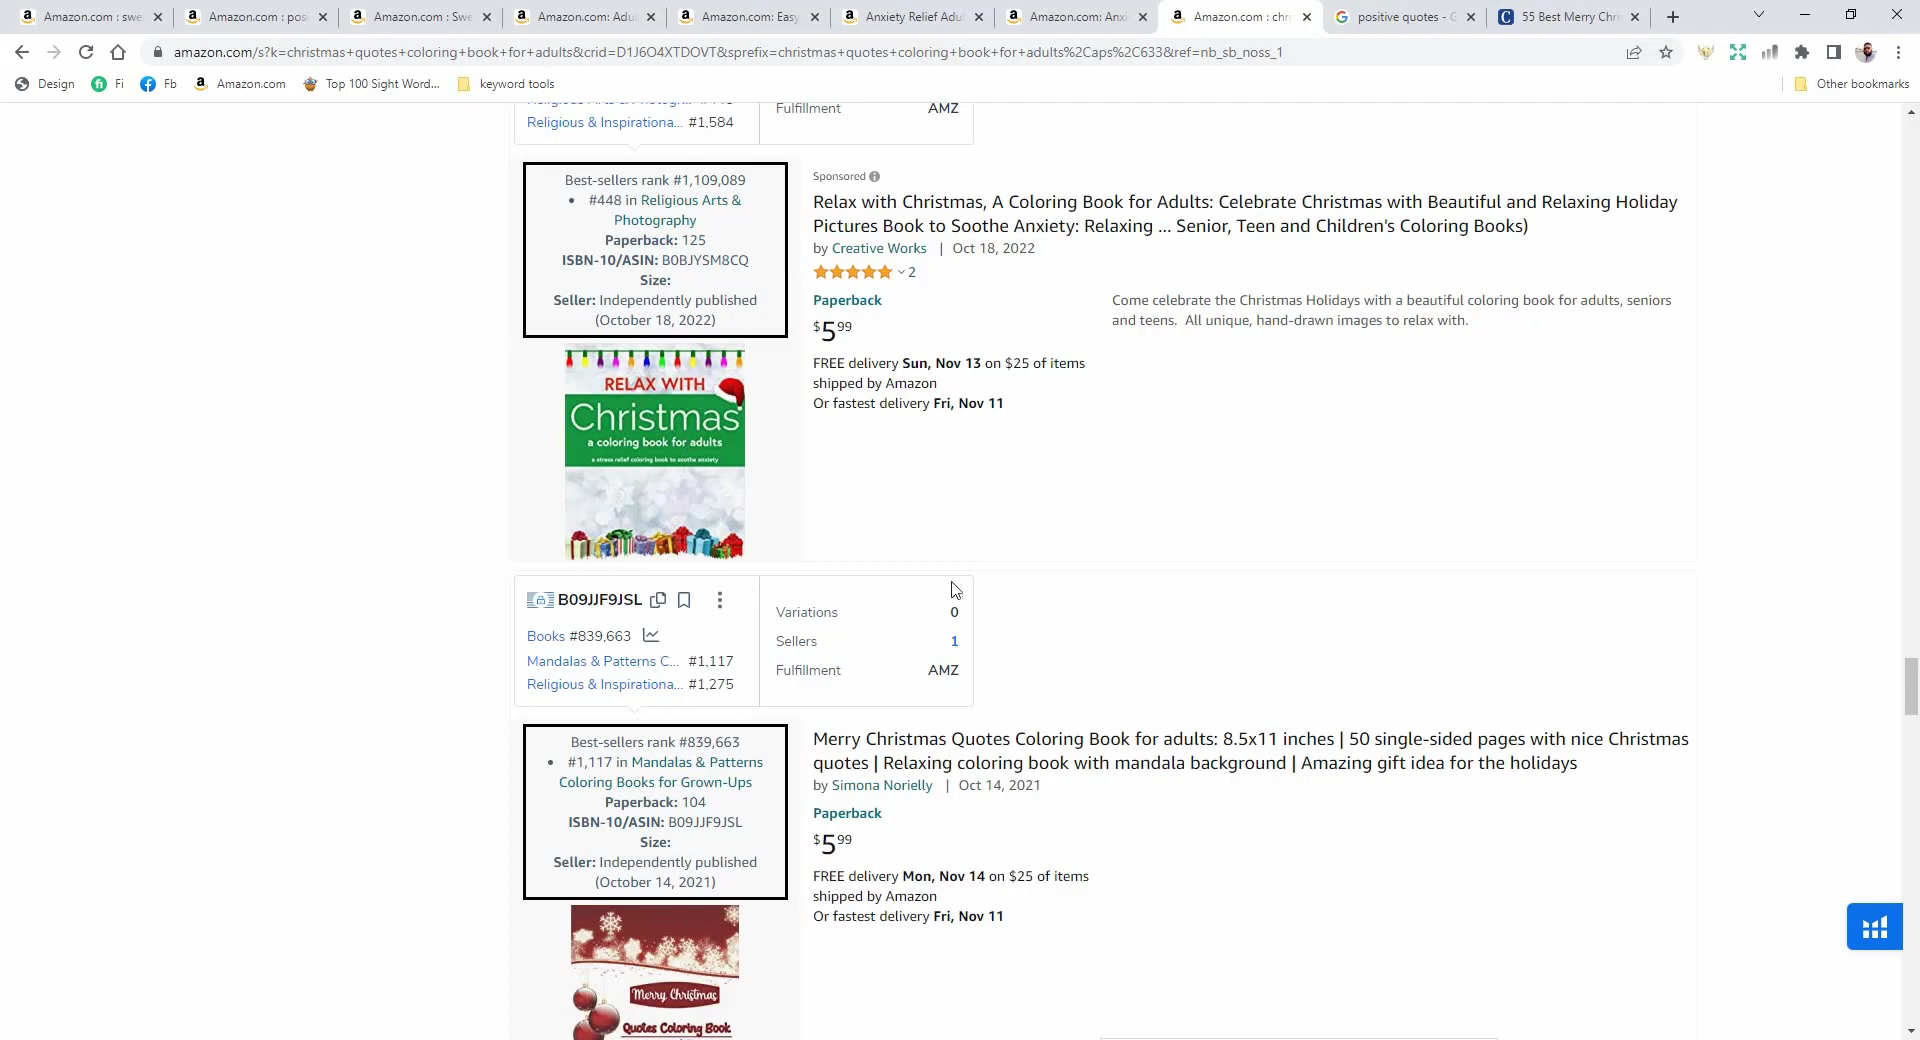 Amazon.com : swe
Amazon.com : pos
Amazon.com : Swe
Amazon.com: Adu
Amazon.com: Easy
Anxiety Relief Adul
Amazon.com: Anxi
Amazon.com : chri
positive quotes - G
55 Best Merry Chri
amazon.com/s?k=christmas+quotes+coloring+book+for+adults&crid=D1J6O4XTDOVT&sprefix=christmas+quotes+coloring+book+for+adults%2Caps%2C633&ref=nb_sb_noss_1
Design
Fi
Fb
Amazon.com
Top 100 Sight Word...
keyword tools
Other bookmarks
Religious & Inspirationa... #1,584
Fulfillment AMZ
Best-sellers rank #1,109,089
• #448 in Religious Arts &
Photography
Paperback: 125
ISBN-10/ASIN: B0BJYSM8CQ
Size:
Seller: Independently published
(October 18, 2022)
RELAX WITH
Christmas
a coloring book for adults
a stress relief coloring book to soothe anxiety
Sponsored
Relax with Christmas, A Coloring Book for Adults: Celebrate Christmas with Beautiful and Relaxing Holiday
Pictures Book to Soothe Anxiety: Relaxing ... Senior, Teen and Children's Coloring Books)
by Creative Works | Oct 18, 2022
2
Paperback
$5.99
FREE delivery Sun, Nov 13 on $25 of items
shipped by Amazon
Or fastest delivery Fri, Nov 11
Come celebrate the Christmas Holidays with a beautiful coloring book for adults, seniors
and teens. All unique, hand-drawn images to relax with.
B09JJF9JSL
Books #839,663
Mandalas & Patterns C... #1,117
Religious & Inspirationa... #1,275
Variations 0
Sellers 1
Fulfillment AMZ
Best-sellers rank #839,663
• #1,117 in Mandalas & Patterns
Coloring Books for Grown-Ups
Paperback: 104
ISBN-10/ASIN: B09JJF9JSL
Size:
Seller: Independently published
(October 14, 2021)
Merry Christmas
Quotes Coloring Book
Merry Christmas Quotes Coloring Book for adults: 8.5x11 inches | 50 single-sided pages with nice Christmas
quotes | Relaxing coloring book with mandala background | Amazing gift idea for the holidays
by Simona Norielly | Oct 14, 2021
Paperback
$5.99
FREE delivery Mon, Nov 14 on $25 of items
shipped by Amazon
Or fastest delivery Fri, Nov 11